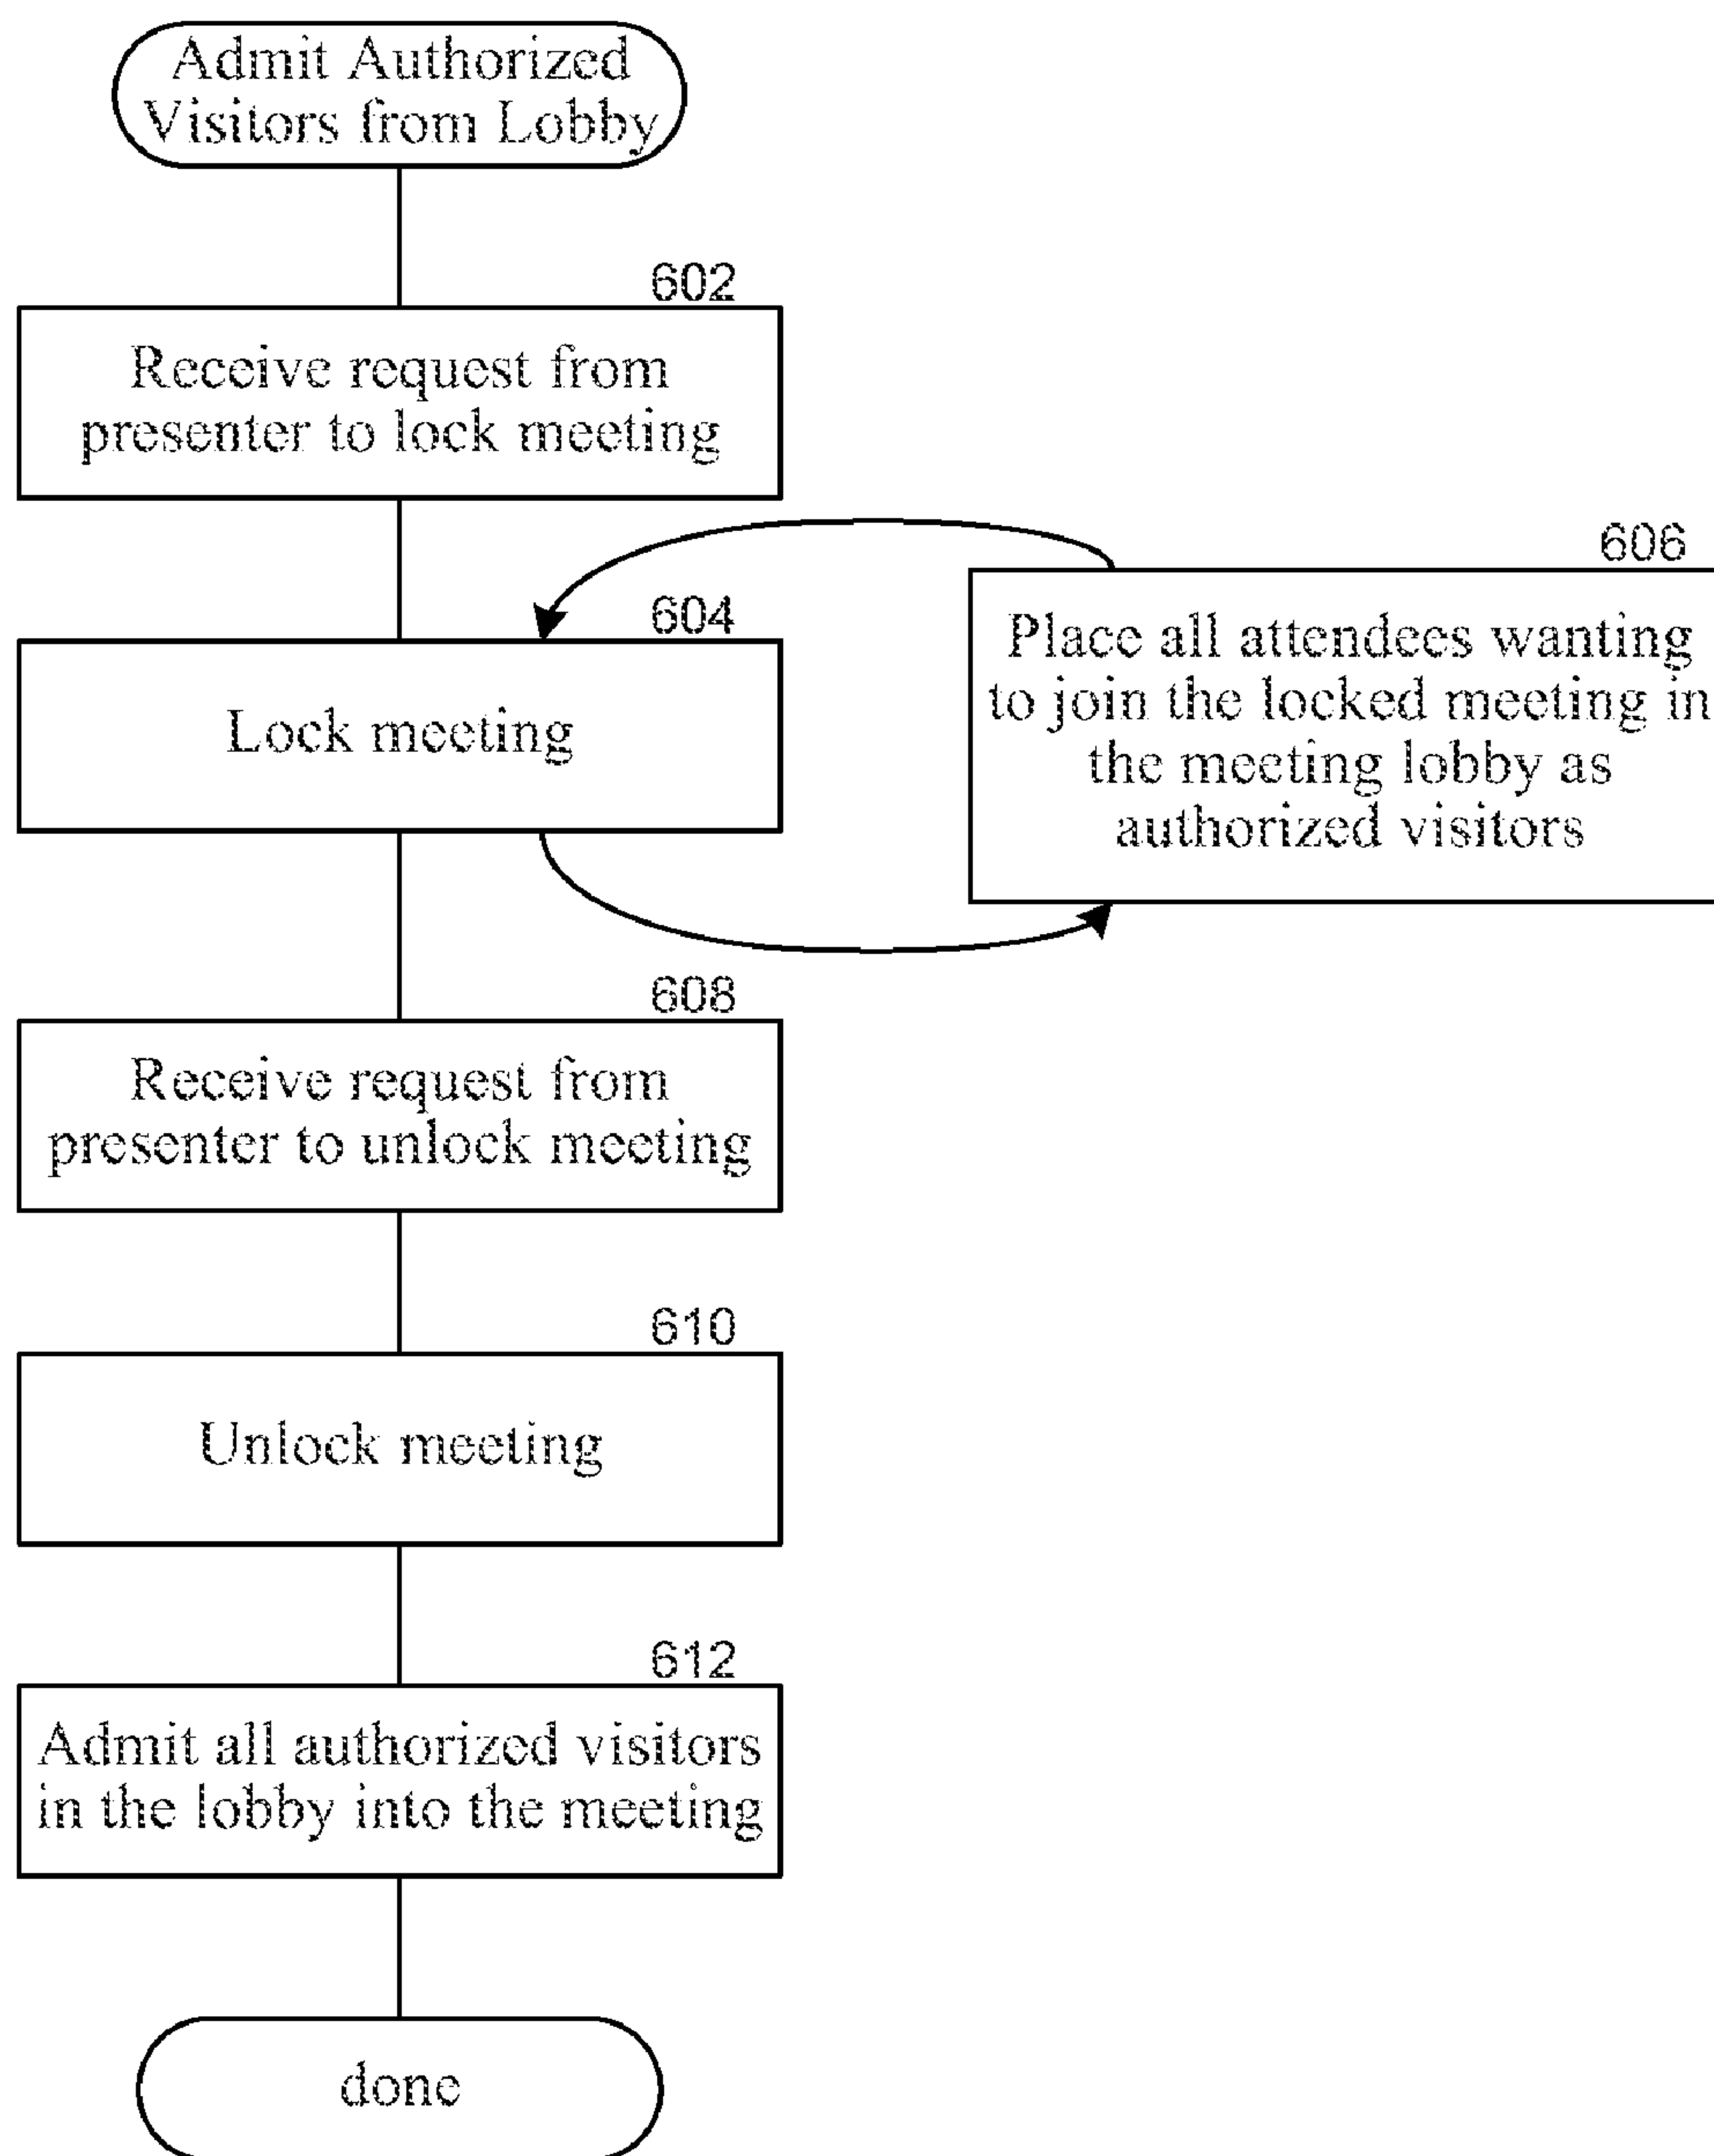 Admit Authorized
Visitors from Lobby
602
Receive request from
presenter to lock meeting
604
Lock meeting
606
Place all attendees wanting
to join the locked meeting in
the meeting lobby as
authorized visitors
608
Receive request from
presenter to unlock meeting
610
Unlock meeting
612
Admit all authorized visitors
in the lobby into the meeting
done